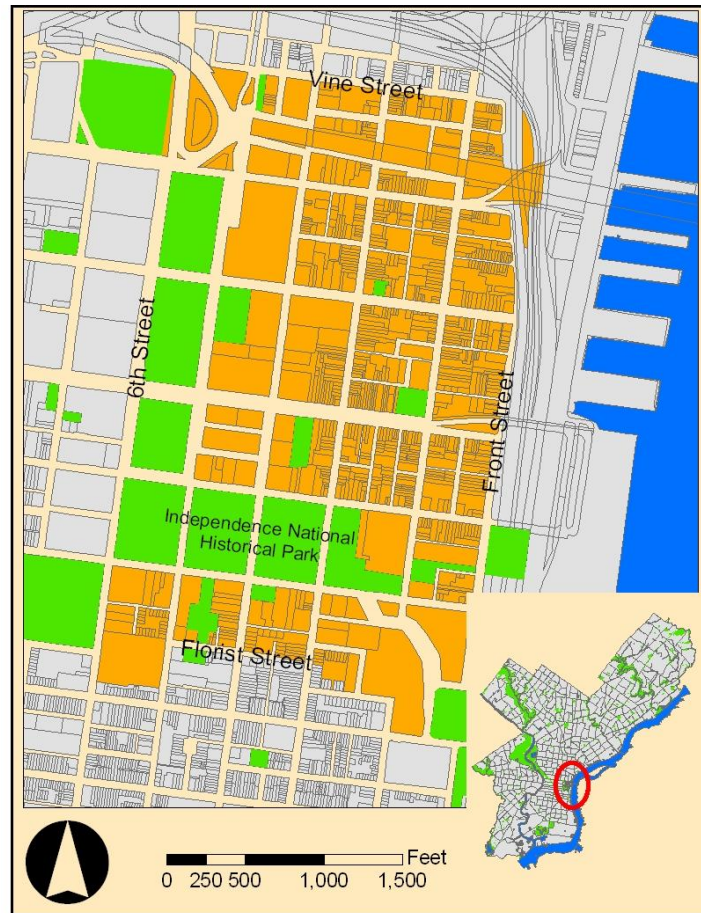 Vine Street
6th Street
Front Street
Independence National
Historical Park
Florist Street
Feet
0 250 500 1,000 1,500